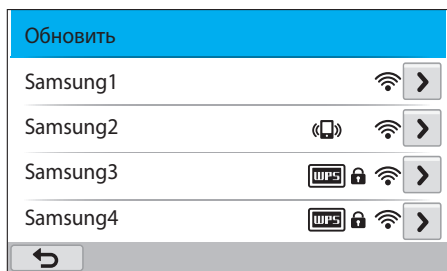 Обновить
Samsung1
Samsung2
Samsung3 WPS
Samsung4 WPS